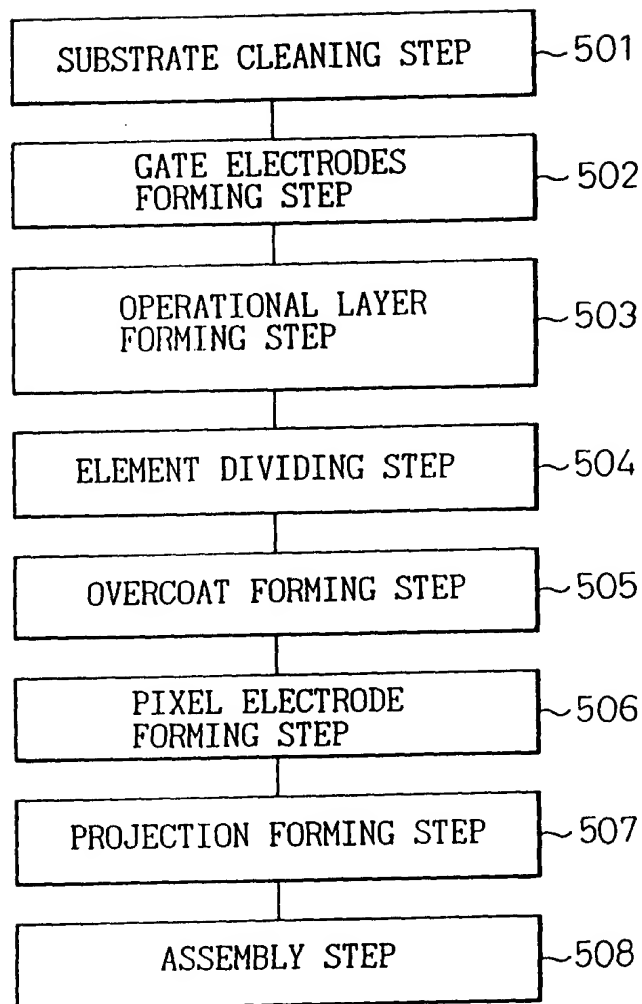 SUBSTRATE CLEANING STEP 501
GATE ELECTRODES 502
FORMING STEP
OPERATIONAL LAYER 503
FORMING STEP
ELEMENT DIVIDING STEP 504
OVERCOAT FORMING STEP 505
PIXEL ELECTRODE 506
FORMING STEP
PROJECTION FORMING STEP 507
ASSEMBLY STEP 508